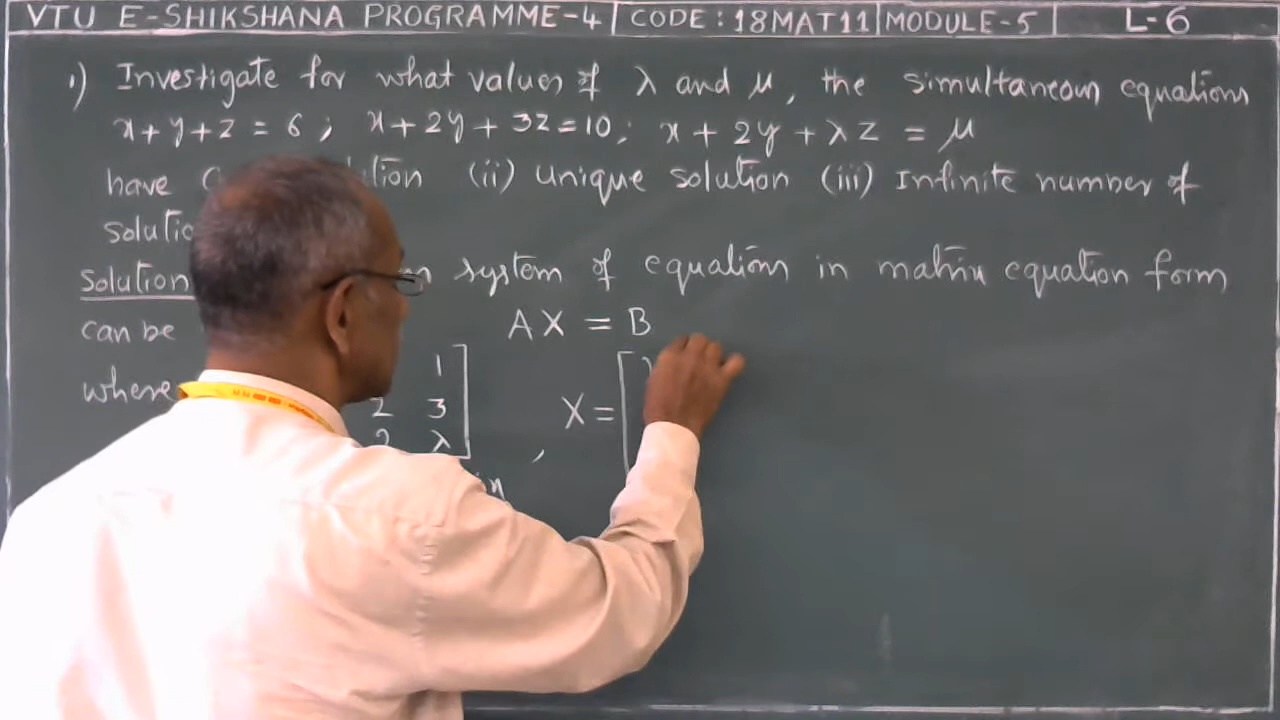 VTU E-SHIKSHANA PROGRAMME-4 | CODE: 18MAT11 | MODULE-5 | L-6
1) Investigate for what values of λ and μ, the simultaneous equations
x+y+z = 6; x+2y+3z=10; x+2y+λz = μ
have (ii) unique solution (iii) Infinite number of
Solution system of equations in matrix equation form
can be AX = B
where 1
2 3 , X =
2 λ